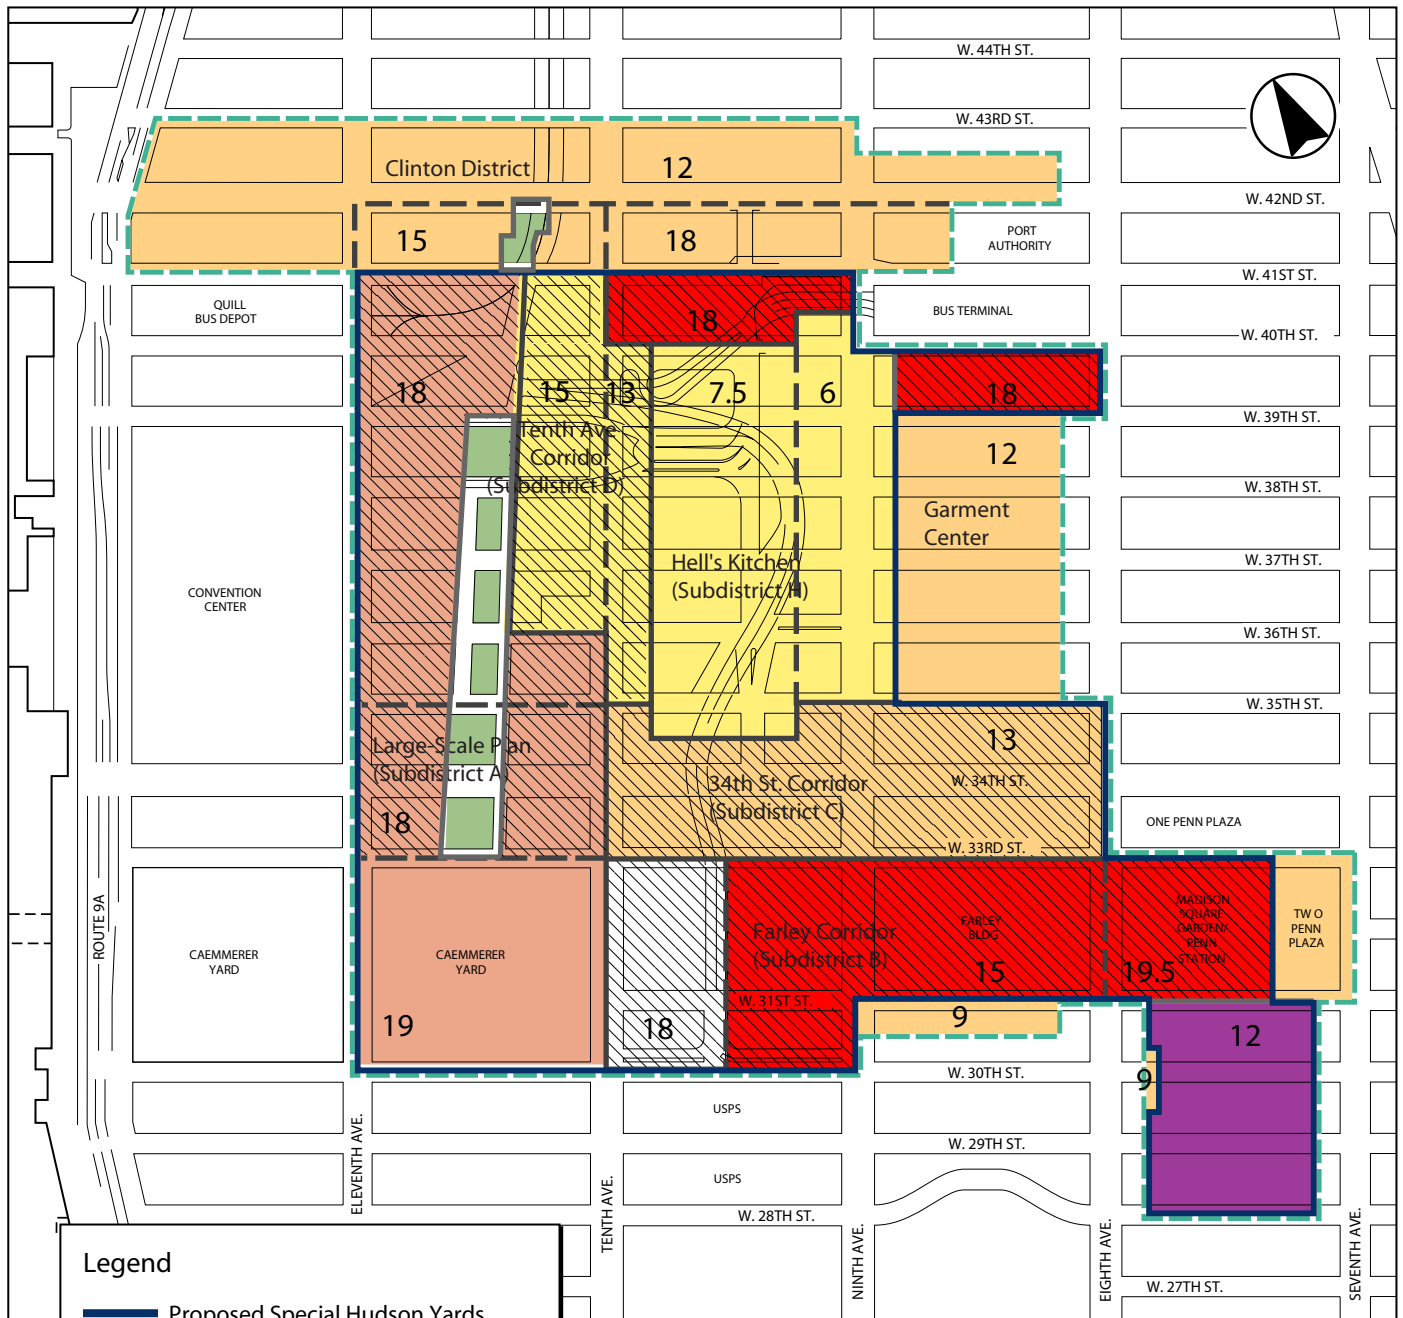 W. 44TH ST.
W. 43RD ST.
Clinton District
12
W. 42ND ST.
15
18
PORT
AUTHORITY
W. 41ST ST.
QUILL
BUS DEPOT
18
BUS TERMINAL
W. 40TH ST.
18
15
13
7.5
6
18
W. 39TH ST.
Tenth Ave
Corridor
(Subdistrict D)
12
W. 38TH ST.
Garment
Center
Hell's Kitchen
(Subdistrict H)
W. 37TH ST.
CONVENTION
CENTER
W. 36TH ST.
W. 35TH ST.
Large-Scale Plan
(Subdistrict A)
13
34th St. Corridor
(Subdistrict C)
W. 34TH ST.
18
ONE PENN PLAZA
W. 33RD ST.
ROUTE 9A
CAEMMERER
YARD
CAEMMERER
YARD
Farley Corridor
(Subdistrict B)
FARLEY
BLDG
15
MADISON
SQUARE
GARDEN/
PENN
STATION
19.5
TW O
PENN
PLAZA
W. 31ST ST.
19
18
9
12
W. 30TH ST.
9
USPS
W. 29TH ST.
USPS
W. 28TH ST.
ELEVENTH AVE.
TENTH AVE.
NINTH AVE.
EIGHTH AVE.
SEVENTH AVE.
W. 27TH ST.
Legend
Proposed Special Hudson Yards